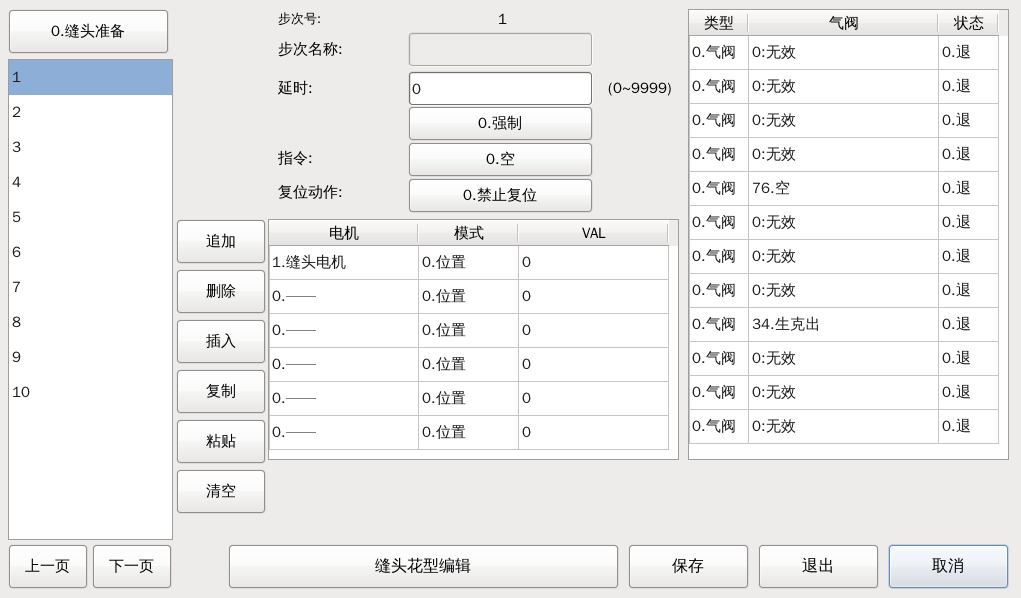 0.缝头准备
1
2
3
4
5
6
7
8
9
10
上一页
下一页
追加
删除
插入
复制
粘贴
清空
步次号: 1
步次名称:
延时: 0 (0~9999)
0.强制
指令: 0.空
复位动作: 0.禁止复位
电机 模式 VAL
1.缝头电机 0.位置 0
0.—— 0.位置 0
0.—— 0.位置 0
0.—— 0.位置 0
0.—— 0.位置 0
0.—— 0.位置 0
类型 气阀 状态
0.气阀 0:无效 0.退
0.气阀 0:无效 0.退
0.气阀 0:无效 0.退
0.气阀 0:无效 0.退
0.气阀 76.空 0.退
0.气阀 0:无效 0.退
0.气阀 0:无效 0.退
0.气阀 0:无效 0.退
0.气阀 34.生克出 0.退
0.气阀 0:无效 0.退
0.气阀 0:无效 0.退
0.气阀 0:无效 0.退
缝头花型编辑
保存
退出
取消